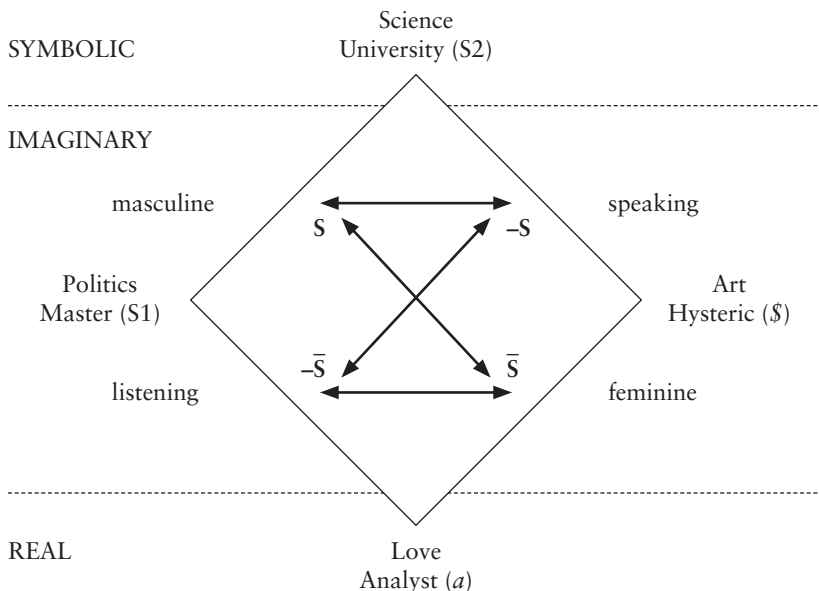 Science
SYMBOLIC
University (S2)
IMAGINARY
masculine
speaking
S
–S
Politics
Master (S1)
Art
Hysteric ($)
–S̅
S̅
listening
feminine
REAL
Love
Analyst (a)